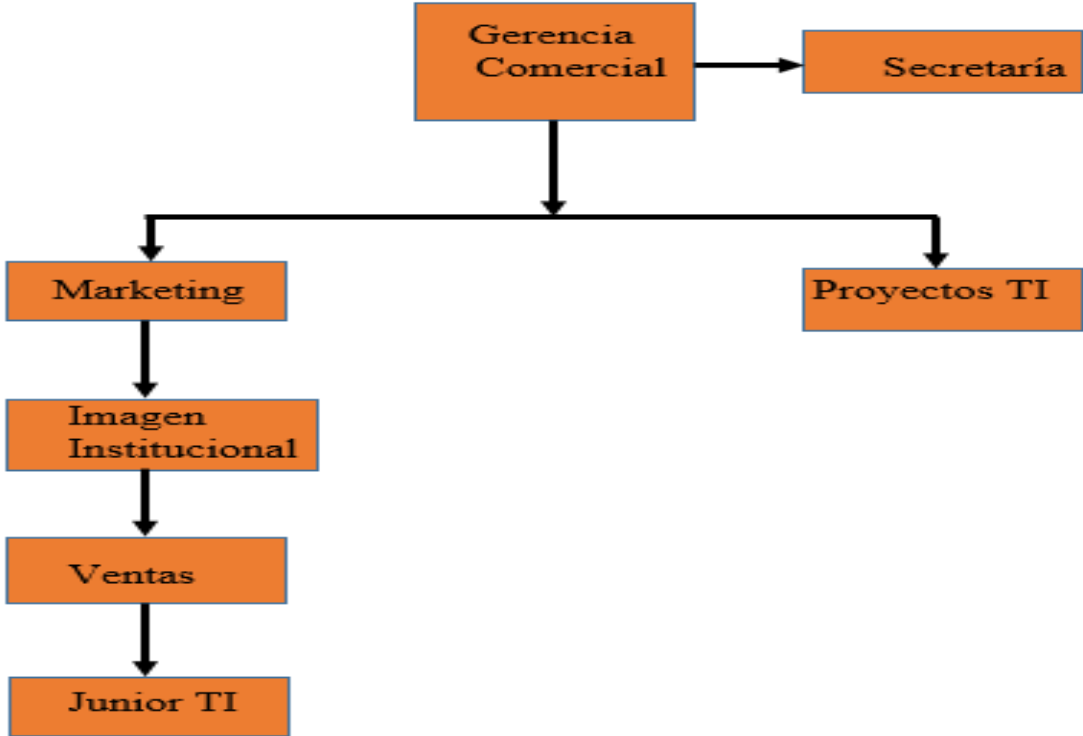 Gerencia
Comercial
Secretaría
Marketing
Proyectos TI
Imagen
Institucional
Ventas
Junior TI